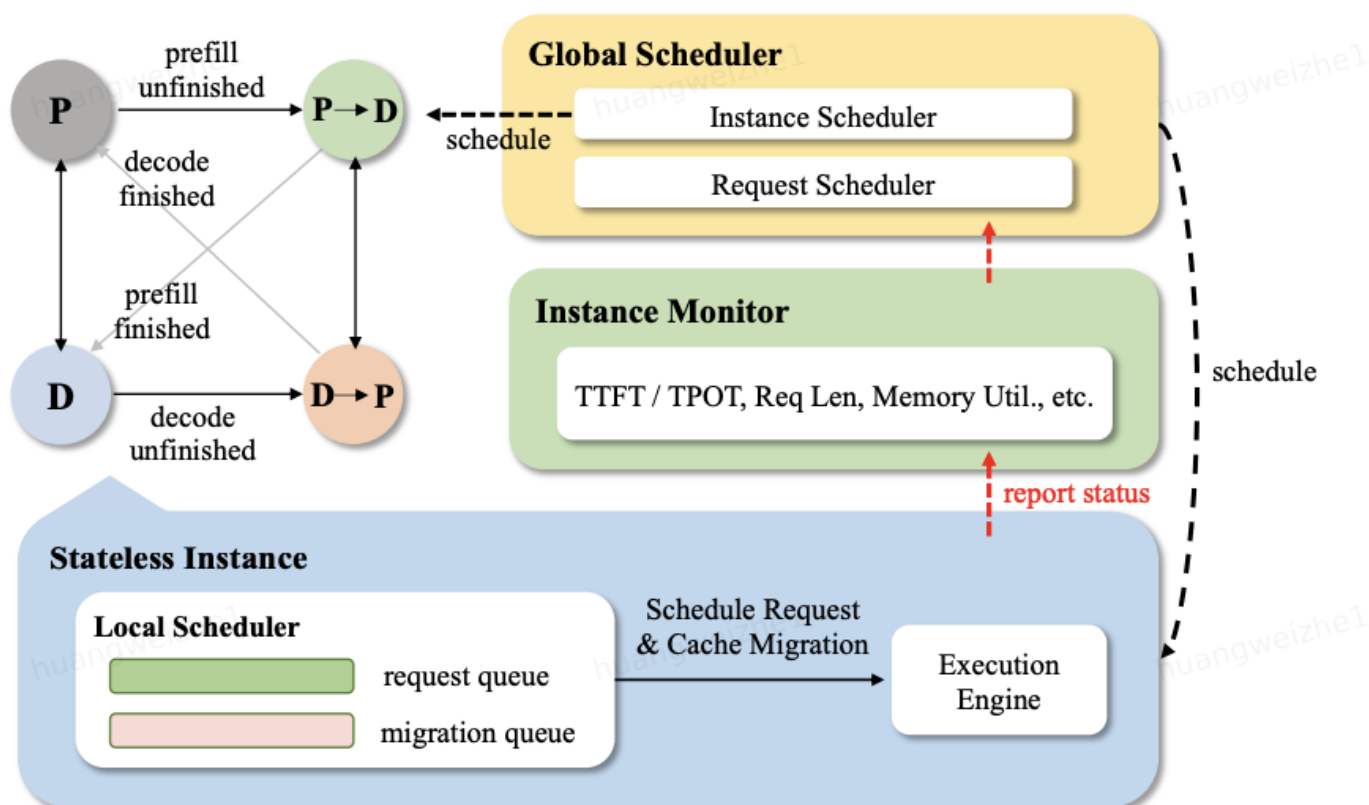 prefill
unfinished
P
P→D
decode
finished
prefill
finished
D
D→P
decode
unfinished
Global Scheduler
Instance Scheduler
Request Scheduler
schedule
Instance Monitor
TTFT / TPOT, Req Len, Memory Util., etc.
schedule
report status
Stateless Instance
Local Scheduler
request queue
migration queue
Schedule Request
& Cache Migration
Execution
Engine
huangweizhe1
huangweizhe1
huangweizhe1
huangweizhe1
huangweizhe1
huangweizhe1